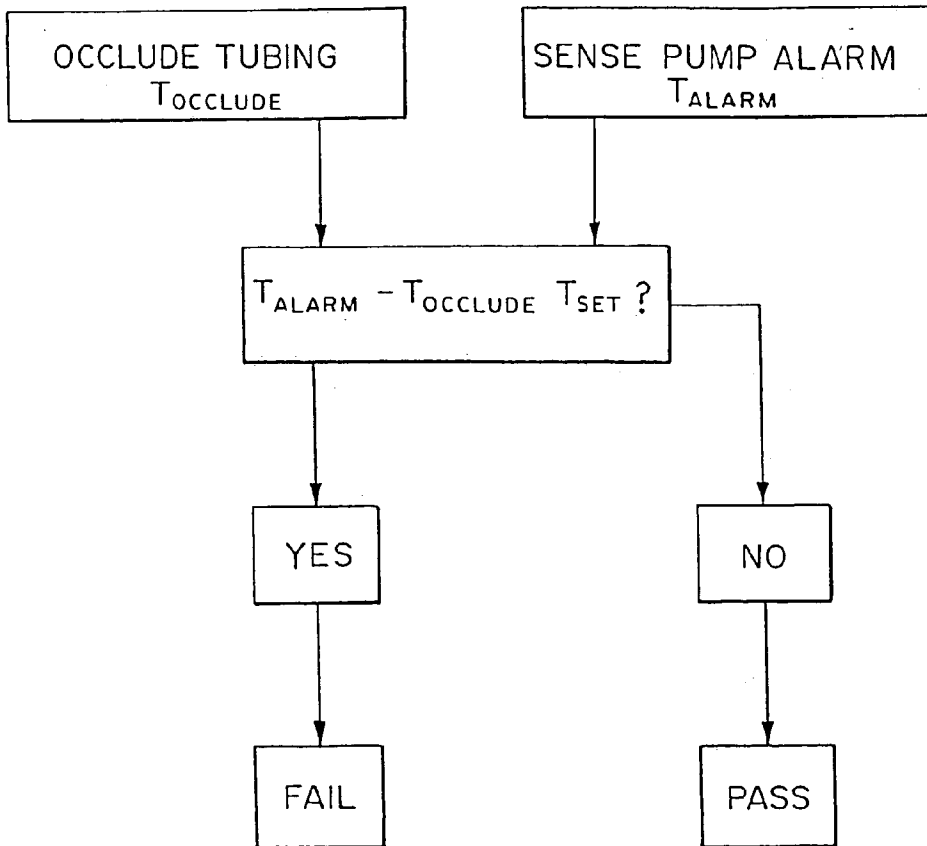 OCCLUDE TUBING
TOCCLUDE
SENSE PUMP ALARM
TALARM
TALARM - TOCCLUDE TSET ?
YES
NO
FAIL
PASS